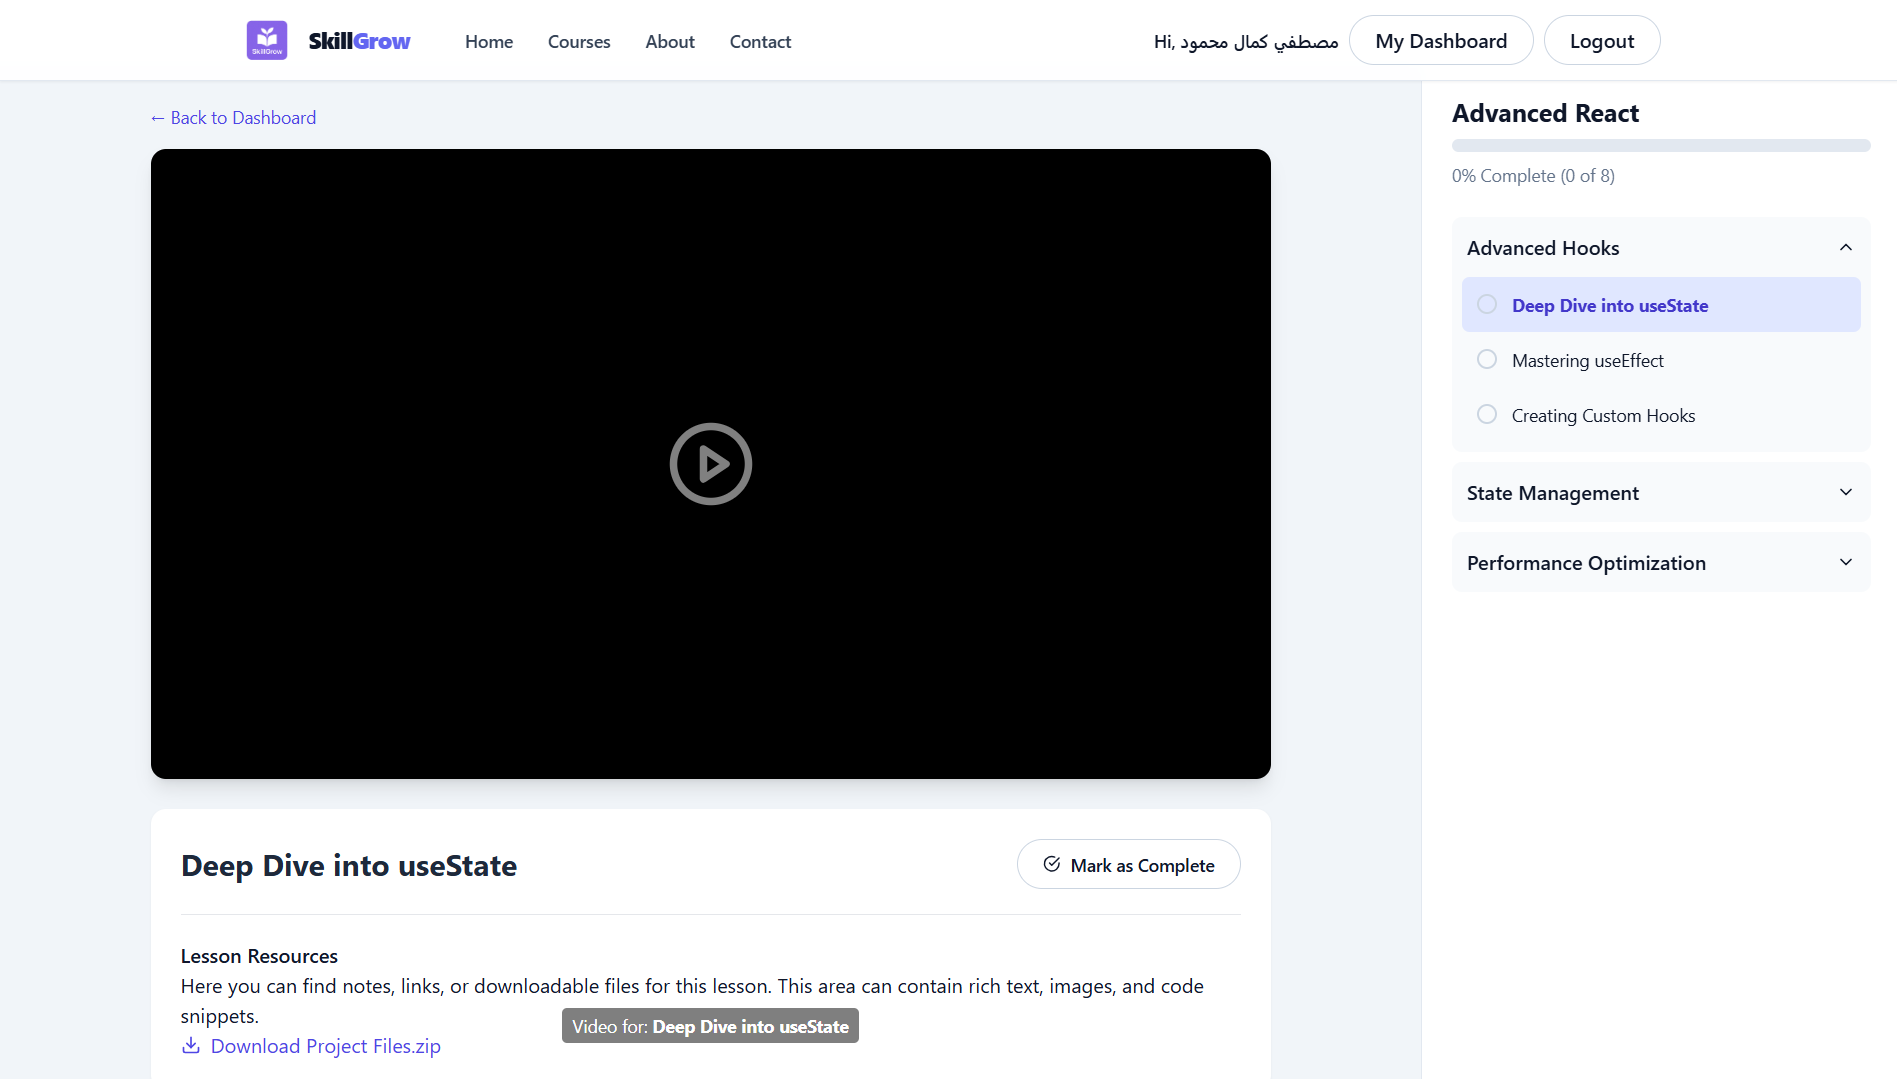 SkillGrow
SkillGrow
Home
Courses
About
Contact
Hi, مصطفي كمال محمود
My Dashboard
Logout
← Back to Dashboard
Deep Dive into useState
Mark as Complete
Lesson Resources
Here you can find notes, links, or downloadable files for this lesson. This area can contain rich text, images, and code
snippets.
Video for: Deep Dive into useState
Download Project Files.zip
Advanced React
0% Complete (0 of 8)
Advanced Hooks
Deep Dive into useState
Mastering useEffect
Creating Custom Hooks
State Management
Performance Optimization